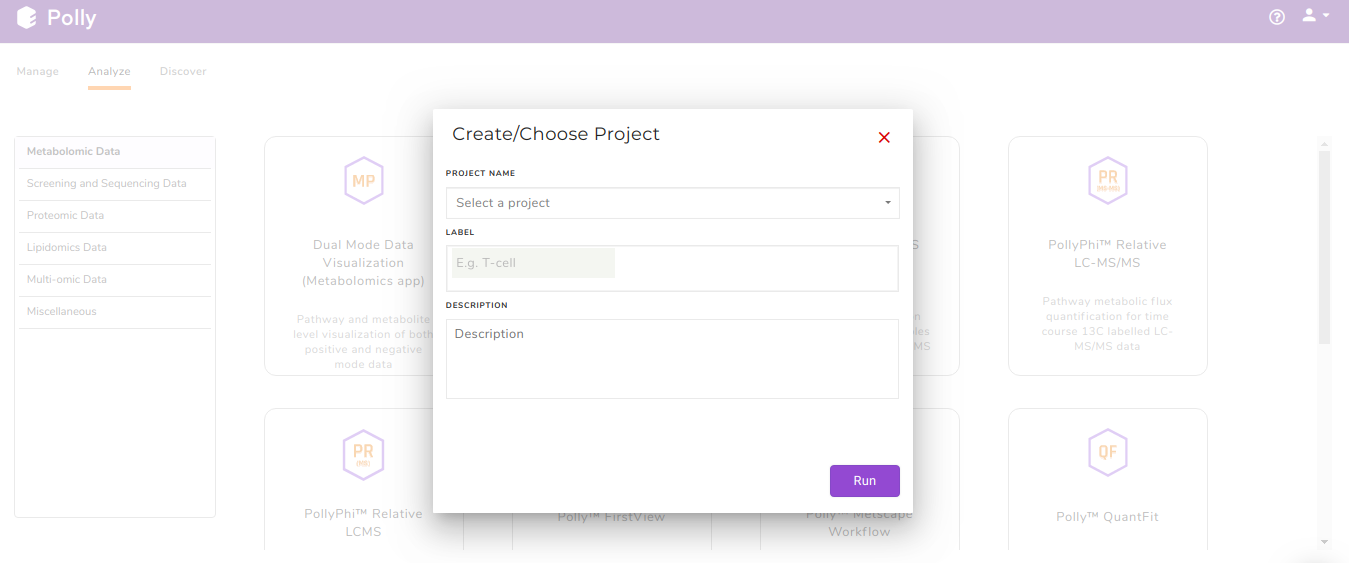 Polly
Manage
Analyze
Discover
Metabolomic Data
Screening and Sequencing Data
Proteomic Data
Lipidomics Data
Multi-omic Data
Miscellaneous
MP
Dual Mode Data
Visualization
(Metabolomics app)
Pathway and metabolite
level visualization of both
positive and negative
mode data
Create/Choose Project
PROJECT NAME
Select a project
LABEL
E.g. T-cell
DESCRIPTION
Description
Run
PR
PollyPhi™ Relative
LC-MS/MS
Pathway metabolic flux
quantification for time
course 13C labelled LC-
MS/MS data
PR
PollyPhi™ Relative
LCMS
Polly™ FirstView
Polly™ Metscape
Workflow
QF
Polly™ QuantFit